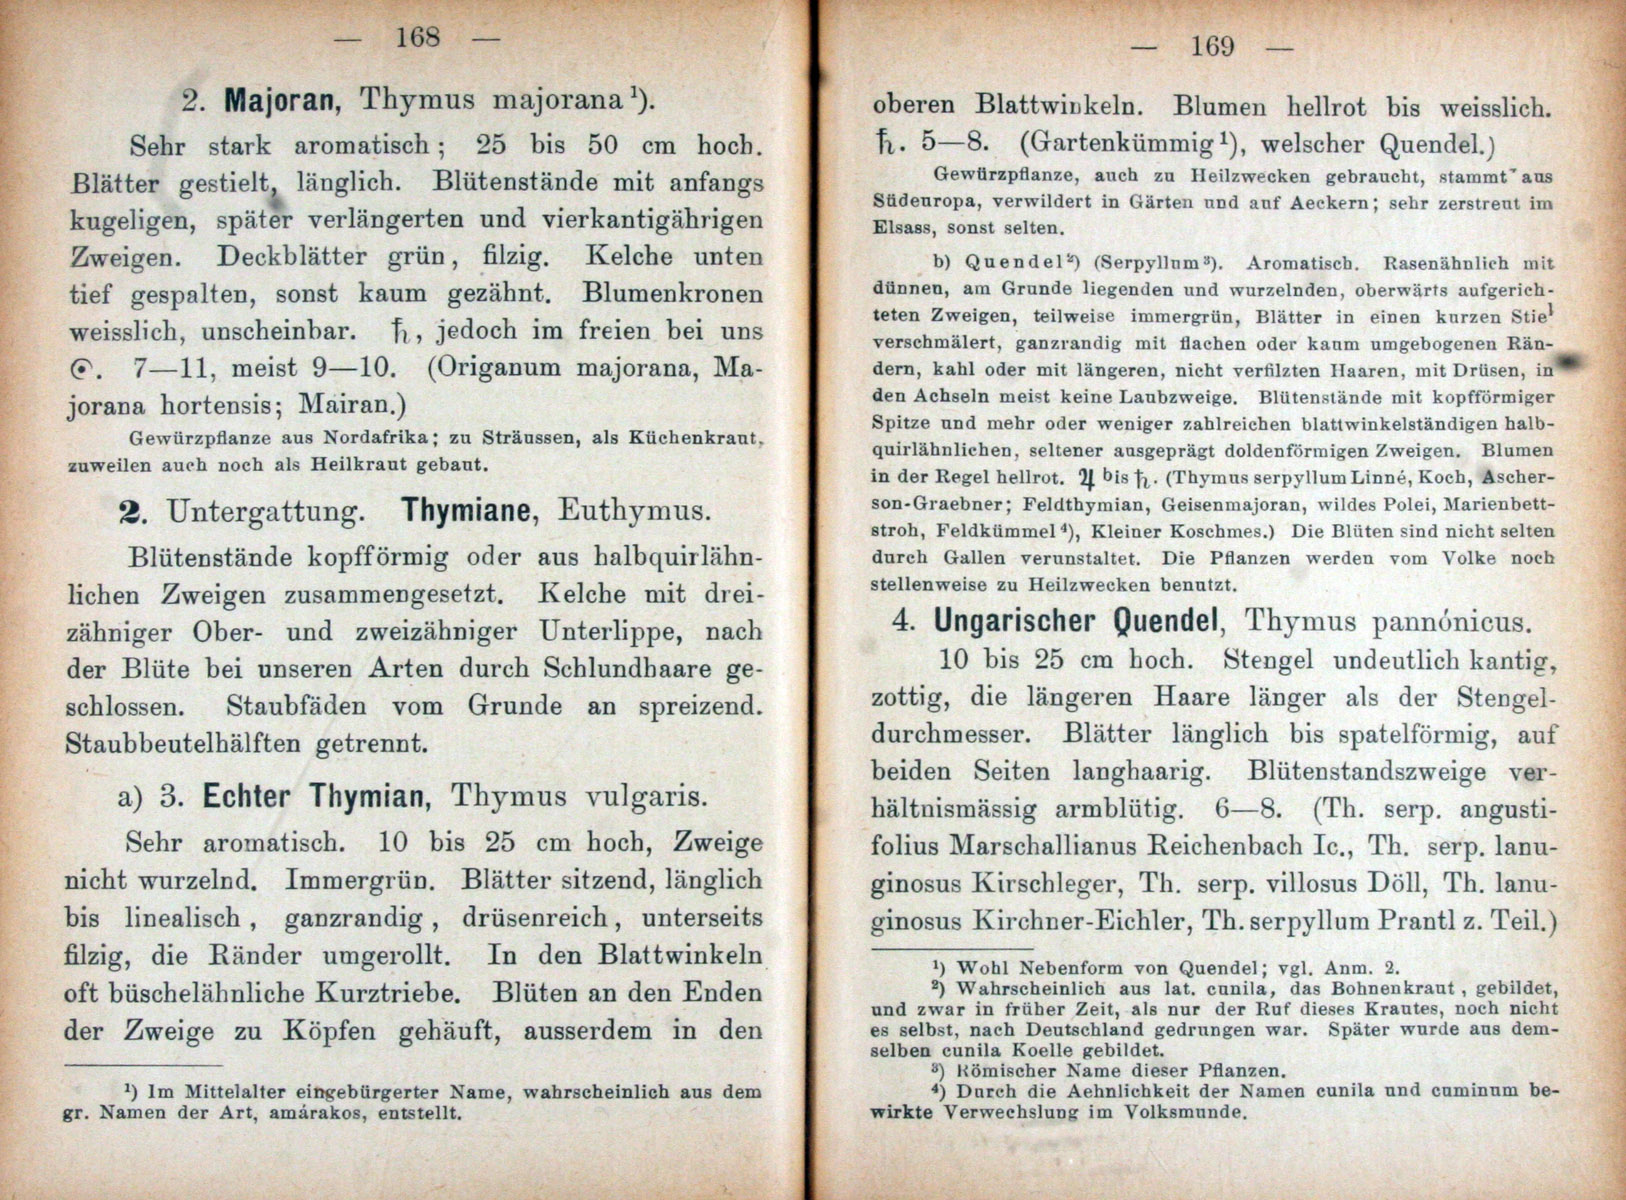 — 168 —
2. Majoran, Thymus majorana ¹).
Sehr stark aromatisch; 25 bis 50 cm hoch.
Blätter gestielt, länglich. Blütenstände mit anfangs
kugeligen, später verlängerten und vierkantigährigen
Zweigen. Deckblätter grün, filzig. Kelche unten
tief gespalten, sonst kaum gezähnt. Blumenkronen
weisslich, unscheinbar. ♄, jedoch im freien bei uns
☉. 7—11, meist 9—10. (Origanum majorana, Ma-
jorana hortensis; Mairan.)
Gewürzpflanze aus Nordafrika; zu Sträussen, als Küchenkraut,
zuweilen auch noch als Heilkraut gebaut.
2. Untergattung. Thymiane, Euthymus.
Blütenstände kopfförmig oder aus halbquirlähn-
lichen Zweigen zusammengesetzt. Kelche mit drei-
zähniger Ober- und zweizähniger Unterlippe, nach
der Blüte bei unseren Arten durch Schlundhaare ge-
schlossen. Staubfäden vom Grunde an spreizend.
Staubbeutelhälften getrennt.
a) 3. Echter Thymian, Thymus vulgaris.
Sehr aromatisch. 10 bis 25 cm hoch, Zweige
nicht wurzelnd. Immergrün. Blätter sitzend, länglich
bis linealisch, ganzrandig, drüsenreich, unterseits
filzig, die Ränder umgerollt. In den Blattwinkeln
oft büschelähnliche Kurztriebe. Blüten an den Enden
der Zweige zu Köpfen gehäuft, ausserdem in den
¹) Im Mittelalter eingebürgerter Name, wahrscheinlich aus dem
gr. Namen der Art, amárakos, entstellt.
— 169 —
oberen Blattwinkeln. Blumen hellrot bis weisslich.
♄. 5—8. (Gartenkümmig ¹), welscher Quendel.)
Gewürzpflanze, auch zu Heilzwecken gebraucht, stammt aus
Südeuropa, verwildert in Gärten und auf Aeckern; sehr zerstreut im
Elsass, sonst selten.
b) Quendel ²) (Serpyllum ³). Aromatisch. Rasenähnlich mit
dünnen, am Grunde liegenden und wurzelnden, oberwärts aufgerich-
teten Zweigen, teilweise immergrün, Blätter in einen kurzen Stiel
verschmälert, ganzrandig mit flachen oder kaum umgebogenen Rän-
dern, kahl oder mit längeren, nicht verfilzten Haaren, mit Drüsen, in
den Achseln meist keine Laubzweige. Blütenstände mit kopfförmiger
Spitze und mehr oder weniger zahlreichen blattwinkelständigen halb-
quirlähnlichen, seltener ausgeprägt doldenförmigen Zweigen. Blumen
in der Regel hellrot. ♃ bis ♄. (Thymus serpyllum Linné, Koch, Ascher-
son-Graebner; Feldthymian, Geisenmajoran, wildes Polei, Marienbett-
stroh, Feldkümmel ⁴), Kleiner Koschmes.) Die Blüten sind nicht selten
durch Gallen verunstaltet. Die Pflanzen werden vom Volke noch
stellenweise zu Heilzwecken benutzt.
4. Ungarischer Quendel, Thymus pannónicus.
10 bis 25 cm hoch. Stengel undeutlich kantig,
zottig, die längeren Haare länger als der Stengel-
durchmesser. Blätter länglich bis spatelförmig, auf
beiden Seiten langhaarig. Blütenstandszweige ver-
hältnismässig armblütig. 6—8. (Th. serp. angusti-
folius Marschallianus Reichenbach Ic., Th. serp. lanu-
ginosus Kirschleger, Th. serp. villosus Döll, Th. lanu-
ginosus Kirchner-Eichler, Th. serpyllum Prantl z. Teil.)
¹) Wohl Nebenform von Quendel; vgl. Anm. 2.
²) Wahrscheinlich aus lat. cunila, das Bohnenkraut, gebildet,
und zwar in früher Zeit, als nur der Ruf dieses Krautes, noch nicht
es selbst, nach Deutschland gedrungen war. Später wurde aus dem-
selben cunila Koelle gebildet.
³) Römischer Name dieser Pflanzen.
⁴) Durch die Aehnlichkeit der Namen cunila und cuminum be-
wirkte Verwechslung im Volksmunde.